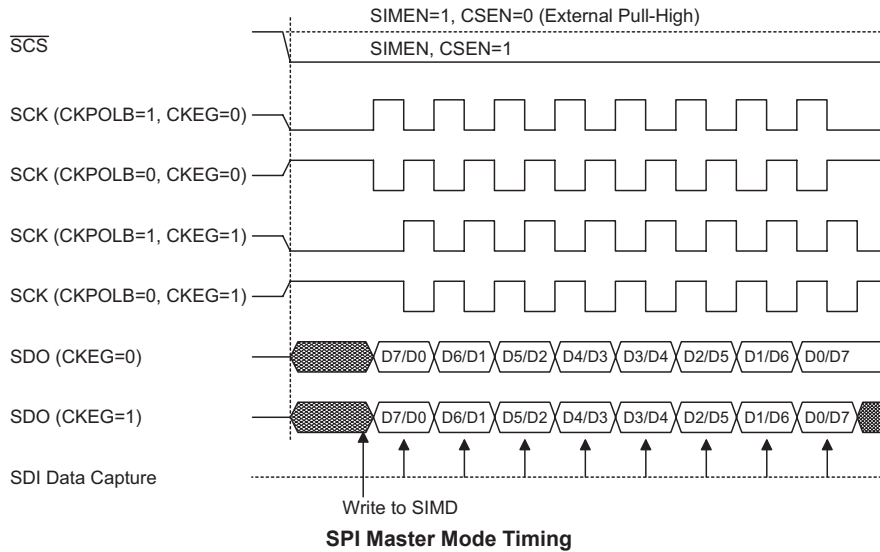 SIMEN=1, CSEN=0 (External Pull-High)
SCS
SIMEN, CSEN=1
SCK (CKPOLB=1, CKEG=0)
SCK (CKPOLB=0, CKEG=0)
SCK (CKPOLB=1, CKEG=1)
SCK (CKPOLB=0, CKEG=1)
SDO (CKEG=0) D7/D0 D6/D1 D5/D2 D4/D3 D3/D4 D2/D5 D1/D6 D0/D7
SDO (CKEG=1) D7/D0 D6/D1 D5/D2 D4/D3 D3/D4 D2/D5 D1/D6 D0/D7
SDI Data Capture
Write to SIMD
SPI Master Mode Timing